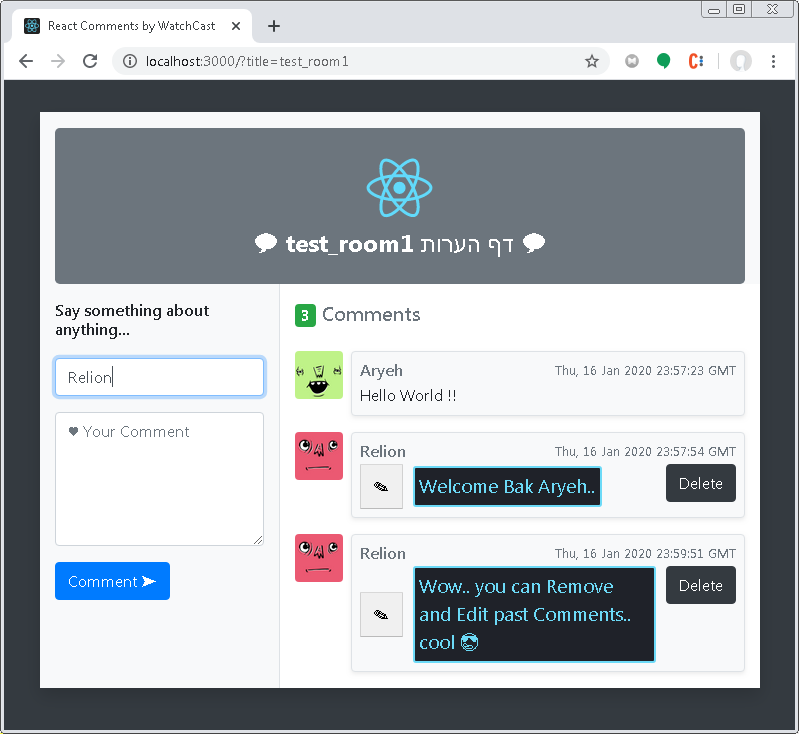 React Comments by WatchCast
localhost:3000/?title=test_room1
test_room1 דף הערות
Say something about
anything...
Relion
♥ Your Comment
Comment ➤
3 Comments
Aryeh
Thu, 16 Jan 2020 23:57:23 GMT
Hello World !!
Relion
Thu, 16 Jan 2020 23:57:54 GMT
✎
Welcome Bak Aryeh..
Delete
Relion
Thu, 16 Jan 2020 23:59:51 GMT
✎
Wow.. you can Remove
and Edit past Comments..
cool 😎
Delete